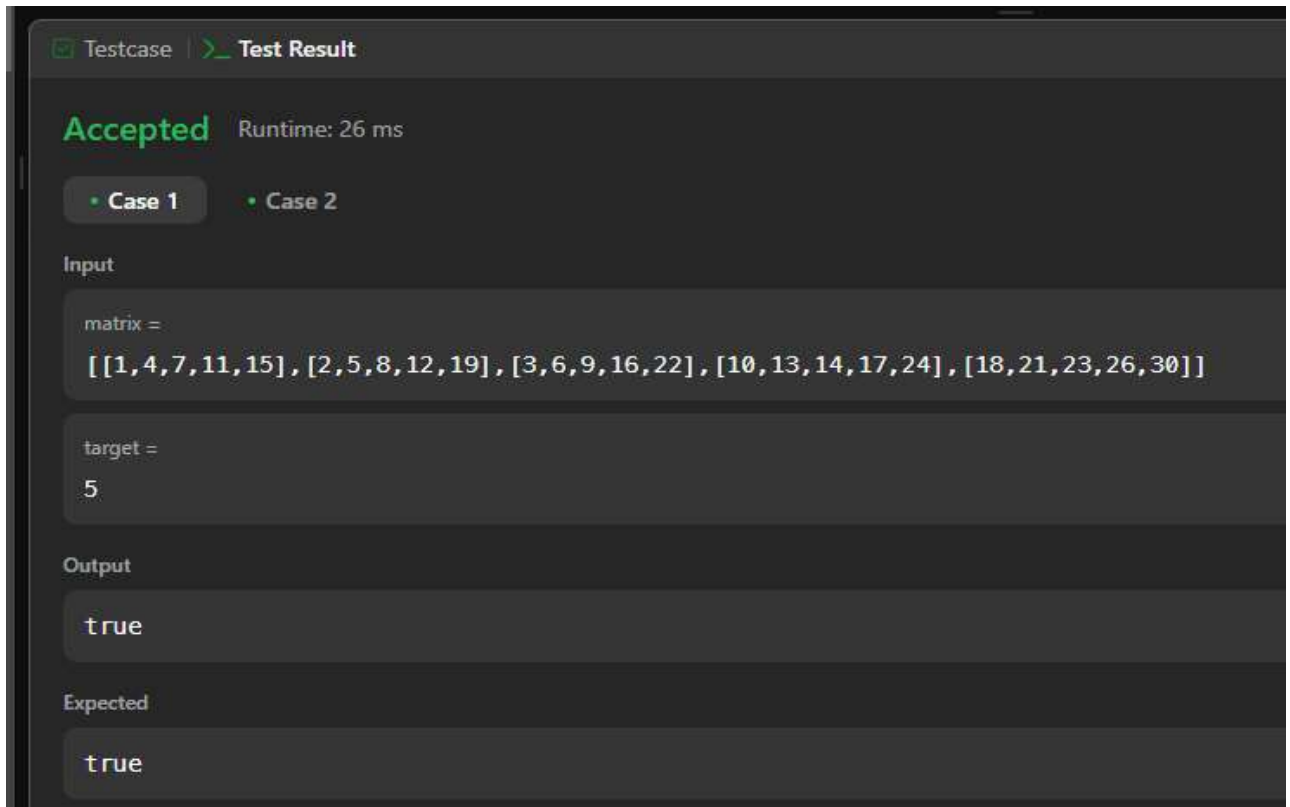 Testcase | >_ Test Result
Accepted Runtime: 26 ms
• Case 1 • Case 2
Input
matrix =
[[1,4,7,11,15],[2,5,8,12,19],[3,6,9,16,22],[10,13,14,17,24],[18,21,23,26,30]]
target =
5
Output
true
Expected
true